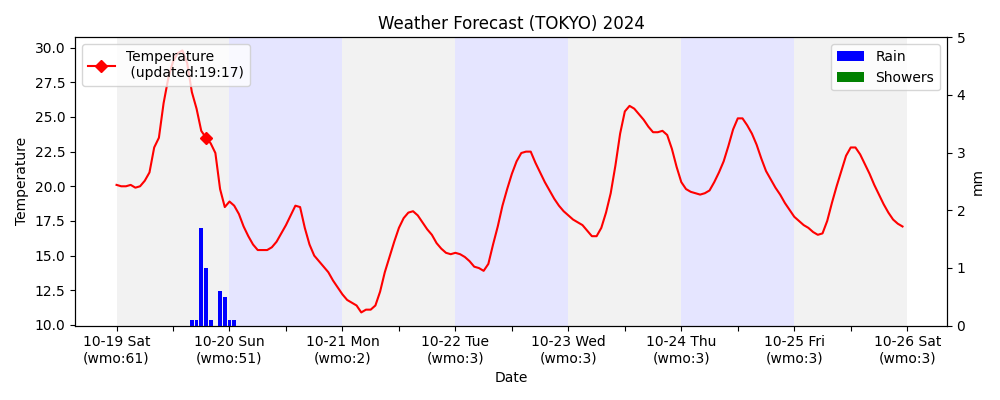 Weather Forecast (TOKYO) 2024
Temperature
(updated:19:17)
Rain
Showers
30.0
27.5
25.0
22.5
20.0
17.5
15.0
12.5
10.0
Temperature
5
4
3
2
1
0
mm
10-19 Sat
(wmo:61)
10-20 Sun
(wmo:51)
10-21 Mon
(wmo:2)
10-22 Tue
(wmo:3)
10-23 Wed
(wmo:3)
10-24 Thu
(wmo:3)
10-25 Fri
(wmo:3)
10-26 Sat
(wmo:3)
Date